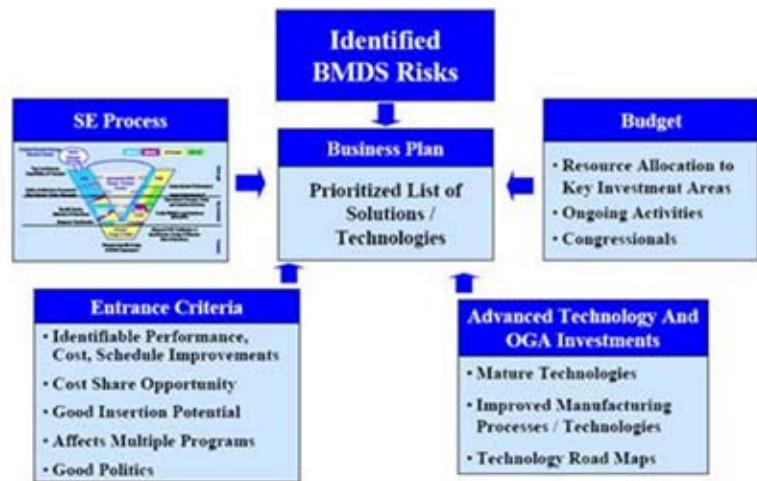 Identified
BMDS Risks
SE Process
Business Plan
Prioritized List of
Solutions /
Technologies
Budget
• Resource Allocation to
Key Investment Areas
• Ongoing Activities
• Congressionals
Entrance Criteria
• Identifiable Performance,
Cost, Schedule Improvements
• Cost Share Opportunity
• Good Insertion Potential
• Affects Multiple Programs
• Good Politics
Advanced Technology And
OGA Investments
• Mature Technologies
• Improved Manufacturing
Processes / Technologies
• Technology Road Maps